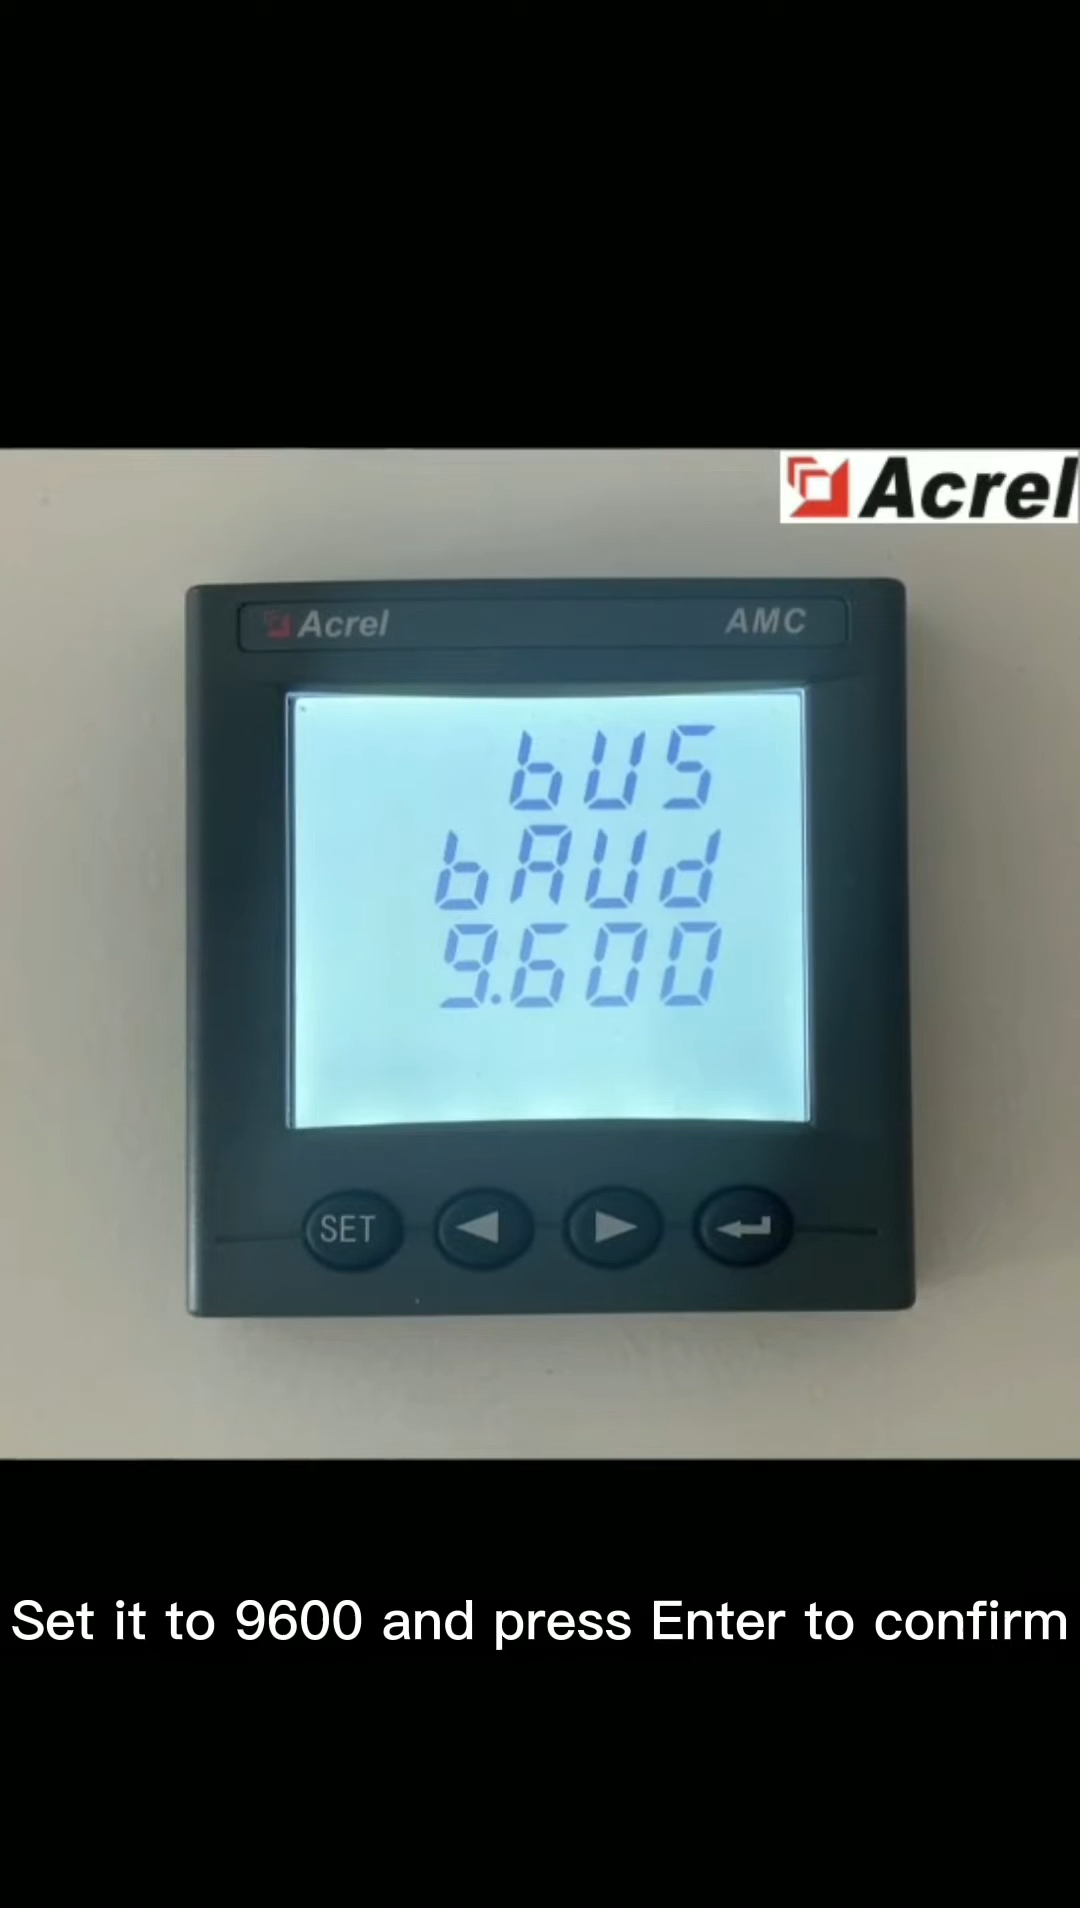 Acrel
Acrel AMC
bUS
bAUd
9.600
SET
Set it to 9600 and press Enter to confirm